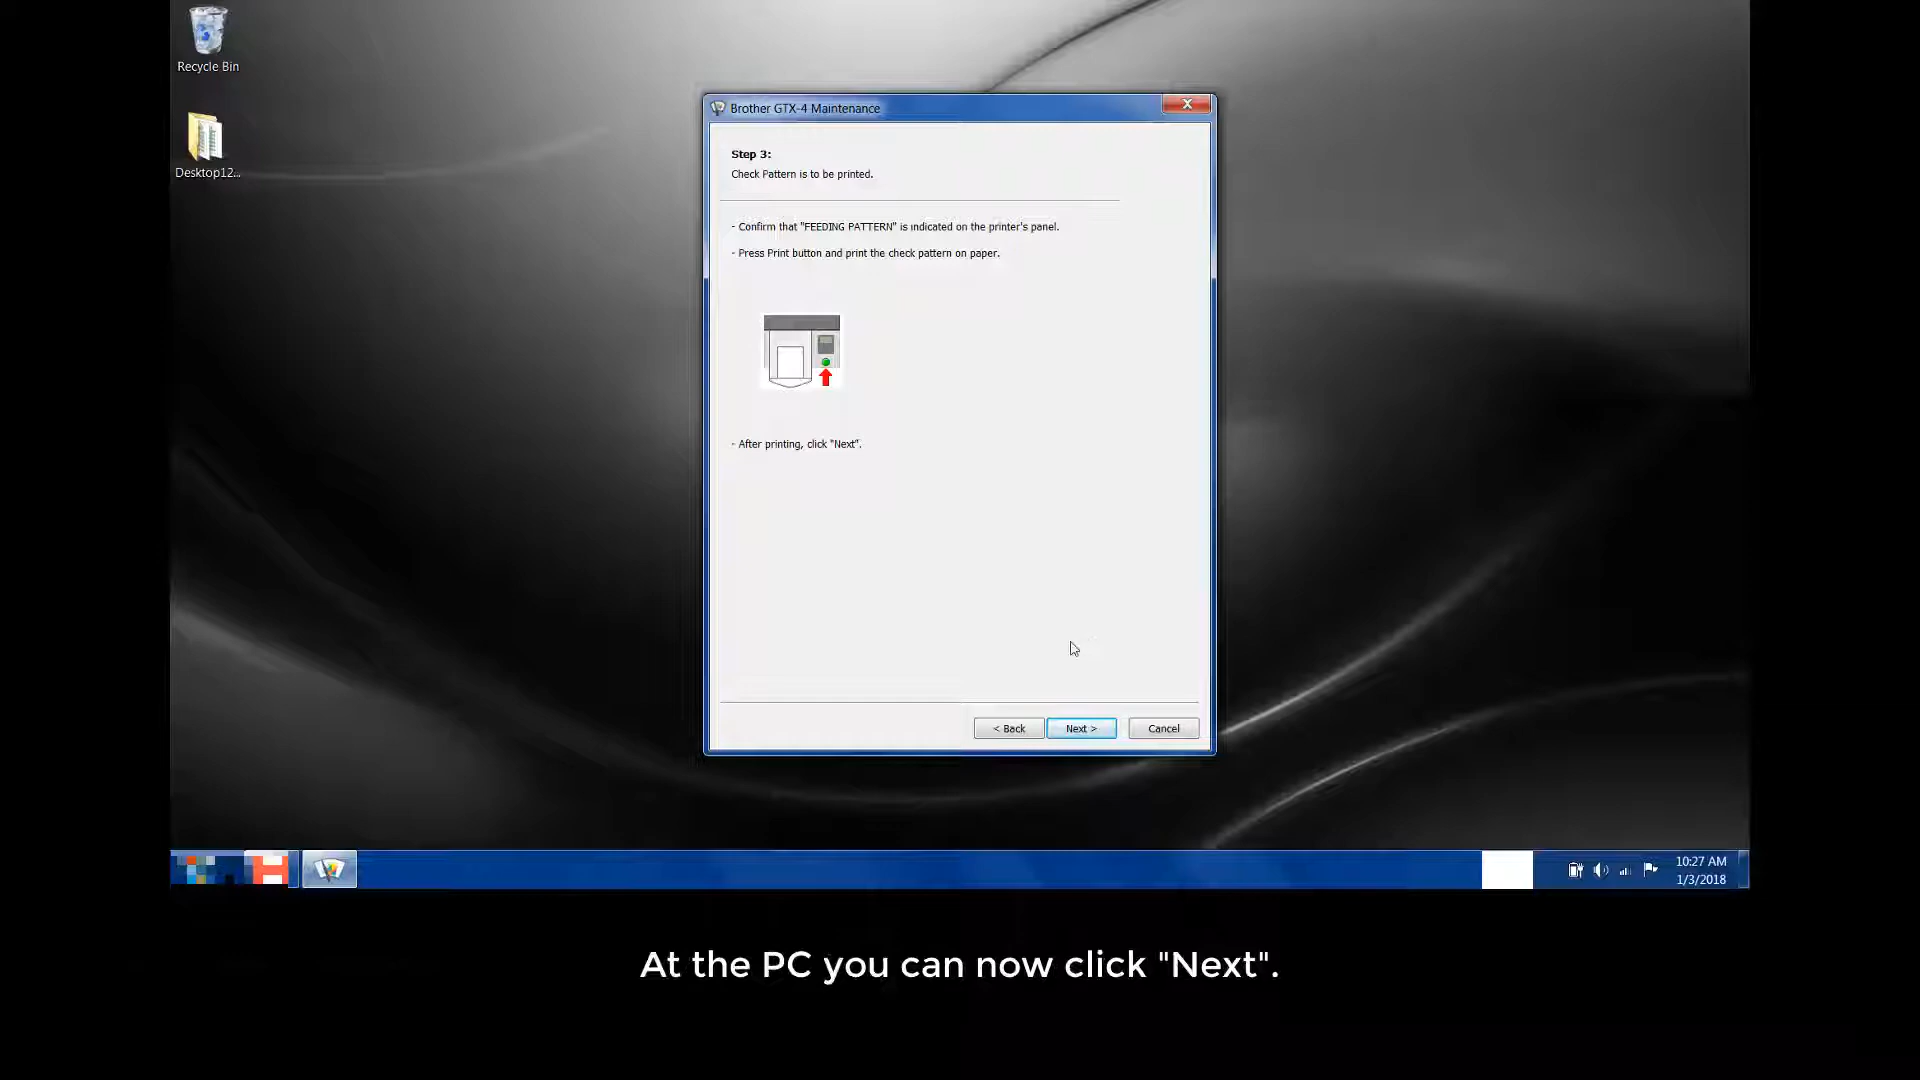 Recycle Bin
Desktop12...
Brother GTX-4 Maintenance
Step 3:
Check Pattern is to be printed.
- Confirm that "FEEDING PATTERN" is indicated on the printer's panel.
- Press Print button and print the check pattern on paper.
- After printing, click "Next".
< Back
Next >
Cancel
10:27 AM
1/3/2018
At the PC you can now click "Next".